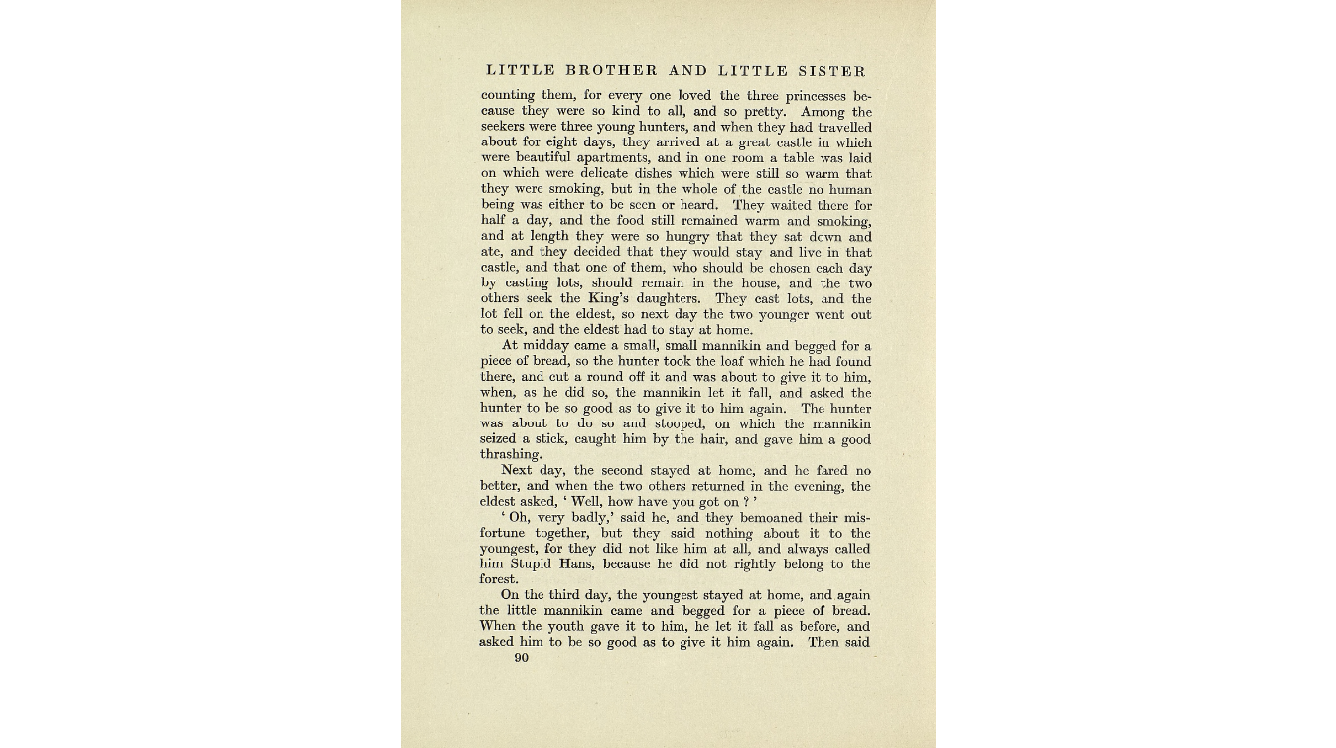 LITTLE BROTHER AND LITTLE SISTER
counting them, for every one loved the three princesses be-
cause they were so kind to all, and so pretty. Among the
seekers were three young hunters, and when they had travelled
about for eight days, they arrived at a great castle in which
were beautiful apartments, and in one room a table was laid
on which were delicate dishes which were still so warm that
they were smoking, but in the whole of the castle no human
being was either to be seen or heard. They waited there for
half a day, and the food still remained warm and smoking,
and at length they were so hungry that they sat down and
ate, and they decided that they would stay and live in that
castle, and that one of them, who should be chosen each day
by casting lots, should remain in the house, and the two
others seek the King's daughters. They cast lots, and the
lot fell on the eldest, so next day the two younger went out
to seek, and the eldest had to stay at home.
At midday came a small, small mannikin and begged for a
piece of bread, so the hunter took the loaf which he had found
there, and cut a round off it and was about to give it to him,
when, as he did so, the mannikin let it fall, and asked the
hunter to be so good as to give it to him again. The hunter
was about to do so and stooped, on which the mannikin
seized a stick, caught him by the hair, and gave him a good
thrashing.
Next day, the second stayed at home, and he fared no
better, and when the two others returned in the evening, the
eldest asked, ‘ Well, how have you got on ? ’
‘ Oh, very badly,’ said he, and they bemoaned their mis-
fortune together, but they said nothing about it to the
youngest, for they did not like him at all, and always called
him Stupid Hans, because he did not rightly belong to the
forest.
On the third day, the youngest stayed at home, and again
the little mannikin came and begged for a piece of bread.
When the youth gave it to him, he let it fall as before, and
asked him to be so good as to give it him again. Then said
90